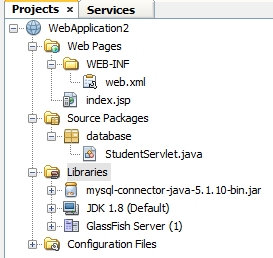 Projects × Services
WebApplication2
Web Pages
WEB-INF
web.xml
index.jsp
Source Packages
database
StudentServlet.java
Libraries
mysql-connector-java-5.1.10-bin.jar
JDK 1.8 (Default)
GlassFish Server (1)
Configuration Files